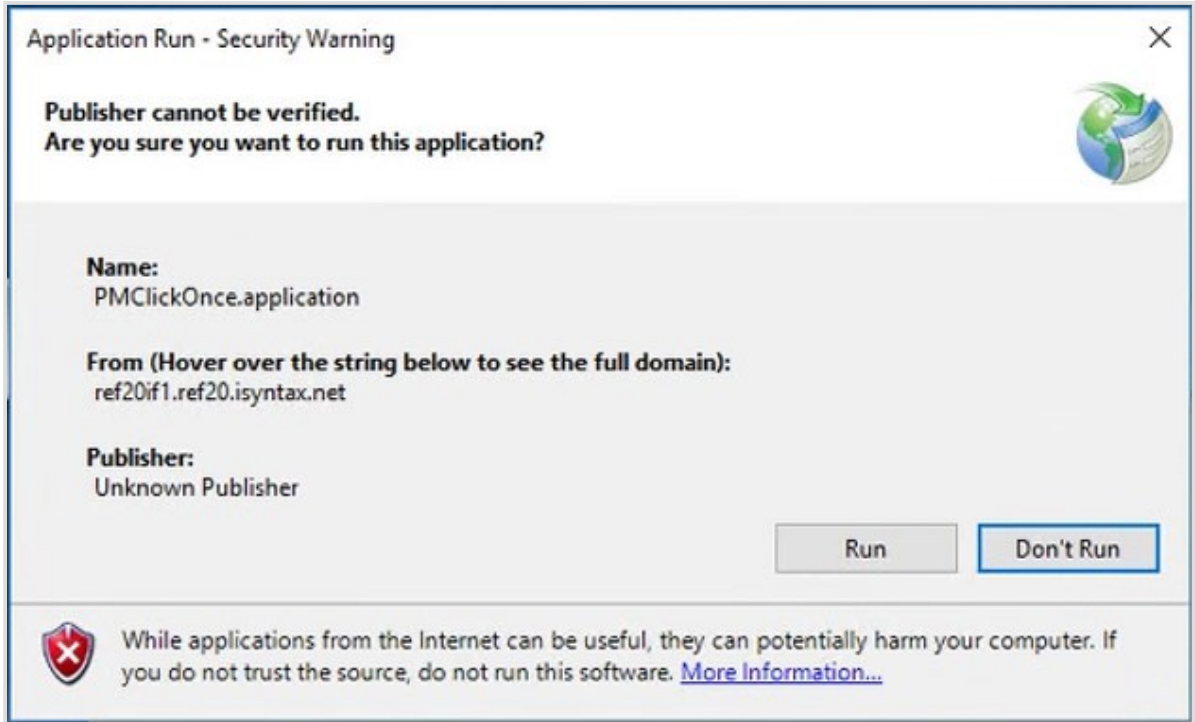 Application Run - Security Warning
Publisher cannot be verified.
Are you sure you want to run this application?
Name:
PMClickOnce.application
From (Hover over the string below to see the full domain):
ref20if1.ref20.isyntax.net
Publisher:
Unknown Publisher
Run
Don't Run
While applications from the Internet can be useful, they can potentially harm your computer. If
you do not trust the source, do not run this software. More Information...